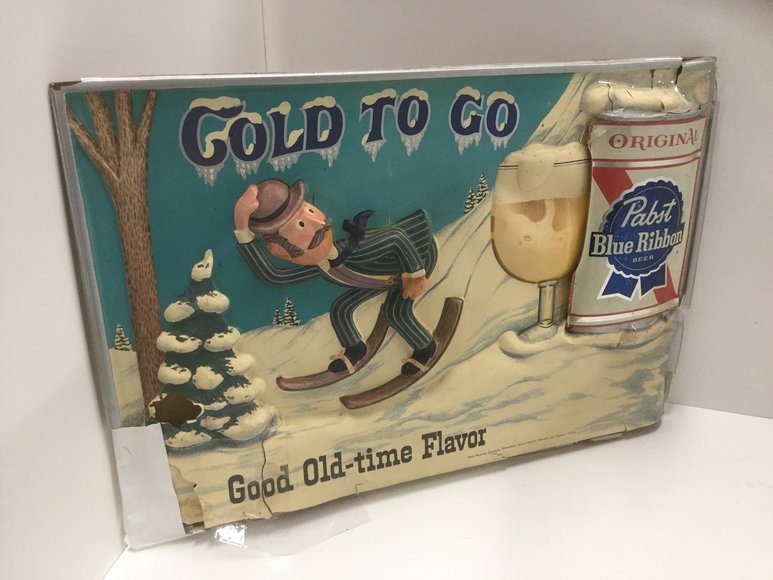 COLD TO GO
ORIGINAL
Pabst
Blue Ribbon
BEER
Good Old-time Flavor